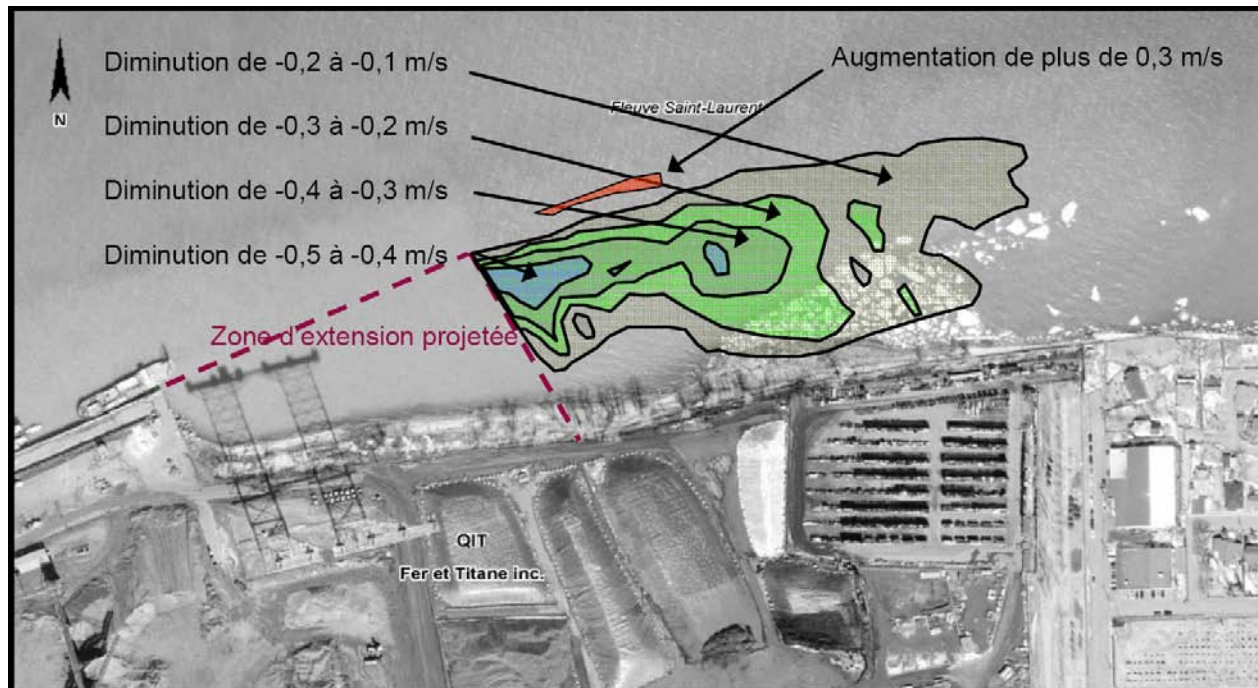 Diminution de -0,2 à -0,1 m/s
Augmentation de plus de 0,3 m/s
N
Fleuve Saint-Laurent
Diminution de -0,3 à -0,2 m/s
Diminution de -0,4 à -0,3 m/s
Diminution de -0,5 à -0,4 m/s
Zone d'extension projetée
QIT
Fer et Titane inc.